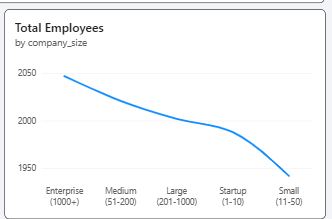 Total Employees
by company_size
2050
2000
1950
Enterprise
(1000+)
Medium
(51-200)
Large
(201-1000)
Startup
(1-10)
Small
(11-50)